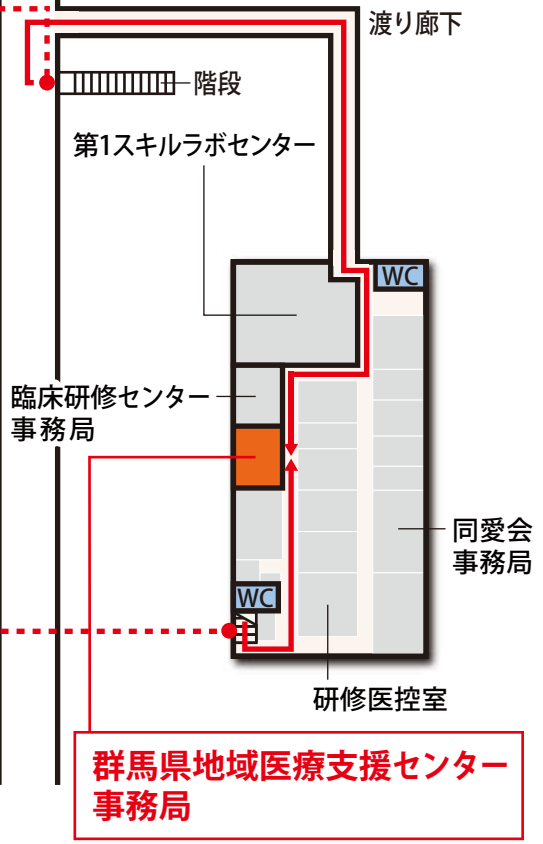 渡り廊下
階段
第1スキルラボセンター
WC
臨床研修センター
事務局
同愛会
事務局
WC
研修医控室
群馬県地域医療支援センター
事務局